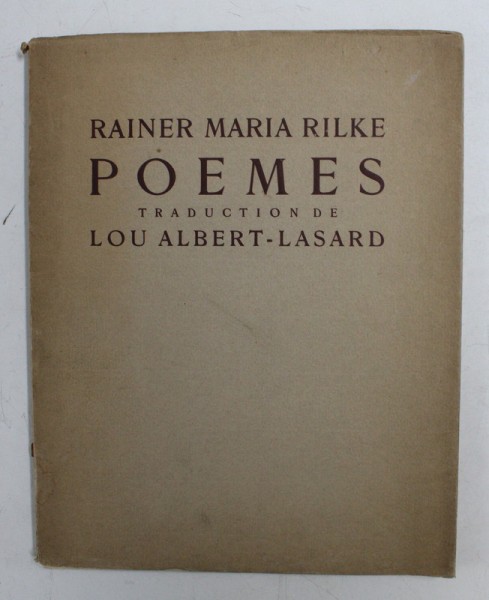 RAINER MARIA RILKE
POEMES
TRADUCTION DE
LOU ALBERT-LASARD